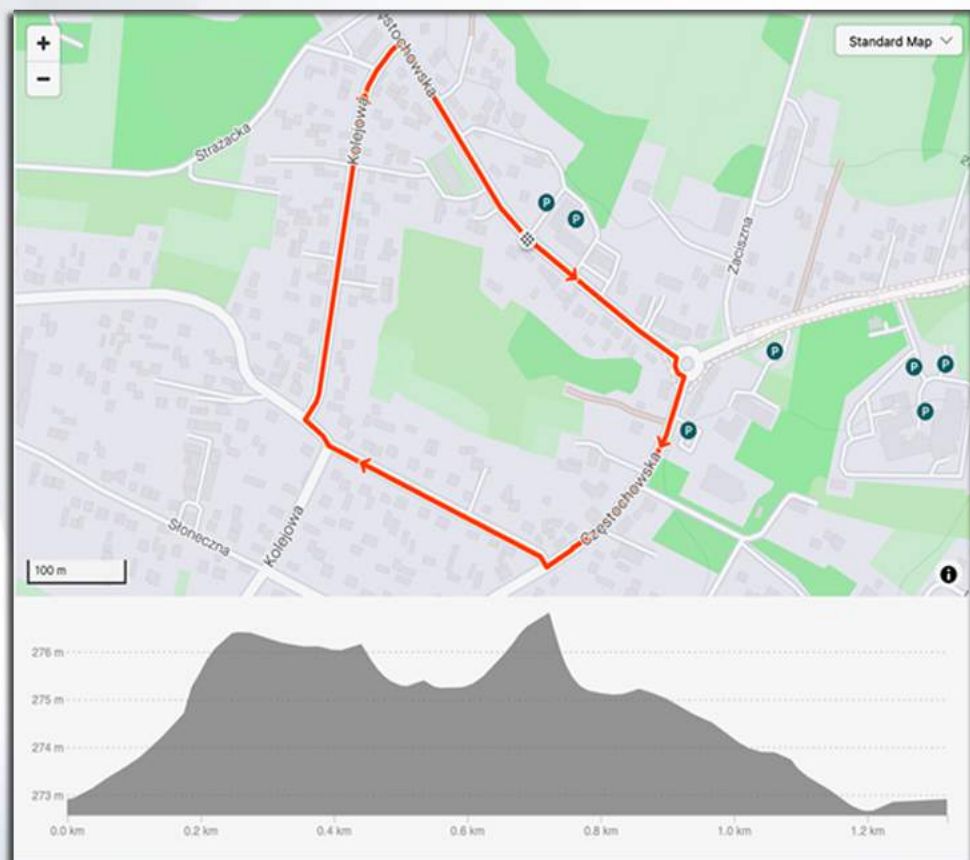 +
Standard Map
−
Częstochowska
Kolejowa
Strażacka
P
P
Zaciszna
P
P
P
P
P
Częstochowska
Słoneczna
Kolejowa
100 m
i
276 m
275 m
274 m
273 m
0.0 km
0.2 km
0.4 km
0.6 km
0.8 km
1.0 km
1.2 km